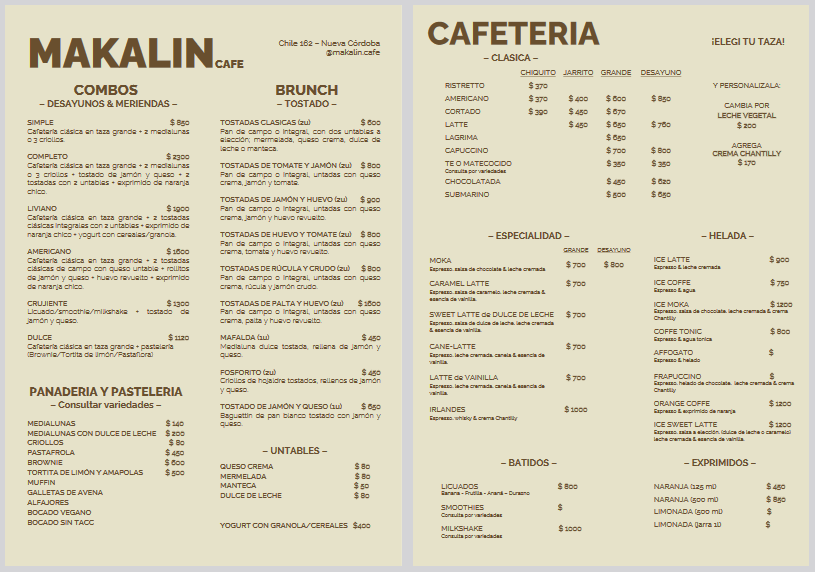 MAKALIN CAFE
Chile 162 – Nueva Córdoba
@makalin.cafe
COMBOS
– DESAYUNOS & MERIENDAS –
SIMPLE $ 850
Cafetería clásica en taza grande + 2 medialunas
o 3 criollos.
COMPLETO $ 2300
Cafetería clásica en taza grande + 2 medialunas
o 3 criollos + tostado de jamón y queso + 2
tostadas con 2 untables + exprimido de naranja
chico.
LIVIANO $ 1900
Cafetería clásica en taza grande + 2 tostadas
clásicas integrales con 2 untables + exprimido de
naranja chico + yogurt con cereales/granola.
AMERICANO $ 1600
Cafetería clásica en taza grande + 2 tostadas
clásicas de campo con queso untable + rollitos
de jamón y queso + huevo revuelto + exprimido
de naranja chico.
GRUJIENTE $ 1300
Licuado/smoothie/milkshake + tostado de
jamón y queso.
DULCE $ 1120
Cafetería clásica en taza grande + pastelería
(Brownie/Tortita de limón/Pastaflora)
PANADERIA Y PASTELERIA
– Consultar variedades –
MEDIALUNAS $ 140
MEDIALUNAS CON DULCE DE LECHE $ 200
CRIOLLOS $ 80
PASTAFROLA $ 450
BROWNIE $ 600
TORTITA DE LIMÓN Y AMAPOLAS $ 500
MUFFIN
GALLETAS DE AVENA
ALFAJORES
BOCADO VEGANO
BOCADO SIN TACC
BRUNCH
– TOSTADO –
TOSTADAS CLASICAS (2u) $ 600
Pan de campo o integral, con dos untables a
elección; mermelada, queso crema, dulce de
leche o manteca.
TOSTADAS DE TOMATE Y JAMÓN (2u) $ 800
Pan de campo o integral, untadas con queso
crema, jamón y tomate.
TOSTADAS DE JAMÓN Y HUEVO (2u) $ 900
Pan de campo o integral, untadas con queso
crema, jamón y huevo revuelto.
TOSTADAS DE HUEVO Y TOMATE (2u) $ 800
Pan de campo o integral, untadas con queso
crema, tomate y huevo revuelto.
TOSTADAS DE RÚCULA Y CRUDO (2u) $ 800
Pan de campo o integral, untadas con queso
crema, rúcula y jamón crudo.
TOSTADAS DE PALTA Y HUEVO (2u) $ 1600
Pan de campo o integral, untadas con queso
crema, palta y huevo revuelto.
MAFALDA (1u) $ 450
Medialuna dulce tostada, rellena de jamón y
queso.
FOSFORITO (2u) $ 450
Criollos de hojaldre tostados, rellenos de jamón
y queso.
TOSTADO DE JAMÓN Y QUESO (1u) $ 650
Baguettin de pan blanco tostado con jamón y
queso.
– UNTABLES –
QUESO CREMA $ 80
MERMELADA $ 80
MANTECA $ 50
DULCE DE LECHE $ 80
YOGURT CON GRANOLA/CEREALES $400
CAFETERIA
¡ELEGI TU TAZA!
– CLASICA –
CHIQUITO JARRITO GRANDE DESAYUNO
RISTRETTO $ 370
AMERICANO $ 370 $ 400 $ 600 $ 850
CORTADO $ 390 $ 450 $ 670
LATTE $ 450 $ 650 $ 760
LAGRIMA $ 650
CAPUCCINO $ 700 $ 800
TE O MATECOCIDO $ 350 $ 350
Consulta por variedades
CHOCOLATADA $ 450 $ 620
SUBMARINO $ 500 $ 650
Y PERSONALIZALA:
CAMBIA POR
LECHE VEGETAL
$ 200
AGREGA
CREMA CHANTILLY
$ 170
– ESPECIALIDAD –
GRANDE DESAYUNO
MOKA $ 700 $ 800
Espresso, salsa de chocolate & leche cremada
CARAMEL LATTE $ 700
Espresso, salsa de caramelo, leche cremada &
esencia de vainilla.
SWEET LATTE de DULCE DE LECHE $ 700
Espresso, salsa de dulce de leche, leche cremada
& esencia de vainilla.
CANE-LATTE $ 700
Espresso, leche cremada, canela & esencia de
vainilla.
LATTE de VAINILLA $ 700
Espresso, leche cremada, canela & esencia de
vainilla.
IRLANDES $ 1000
Espresso, whisky & crema Chantilly
– HELADA –
ICE LATTE $ 900
Espresso & leche cremada
ICE COFFE $ 750
Espresso & agua
ICE MOKA $ 1200
Espresso, salsa de chocolate, leche cremada & crema
Chantilly
COFFE TONIC $ 800
Espresso & agua tonica
AFFOGATO $
Espresso & helado
FRAPUCCINO $
Espresso, helado de chocolate, leche cremada & crema
Chantilly
ORANGE COFFE $ 1200
Espresso & exprimido de naranja
ICE SWEET LATTE $ 1200
Espresso, salsa a elección, (dulce de leche o caramelo)
leche cremada & esencia de vainilla.
– BATIDOS –
LICUADOS $ 800
Banana – Frutilla – Ananá – Durazno
SMOOTHIES $
Consulta por variedades
MILKSHAKE $ 1000
Consulta por variedades
– EXPRIMIDOS –
NARANJA (125 ml) $ 450
NARANJA (500 ml) $ 850
LIMONADA (500 ml) $
LIMONADA (jarra 1l) $